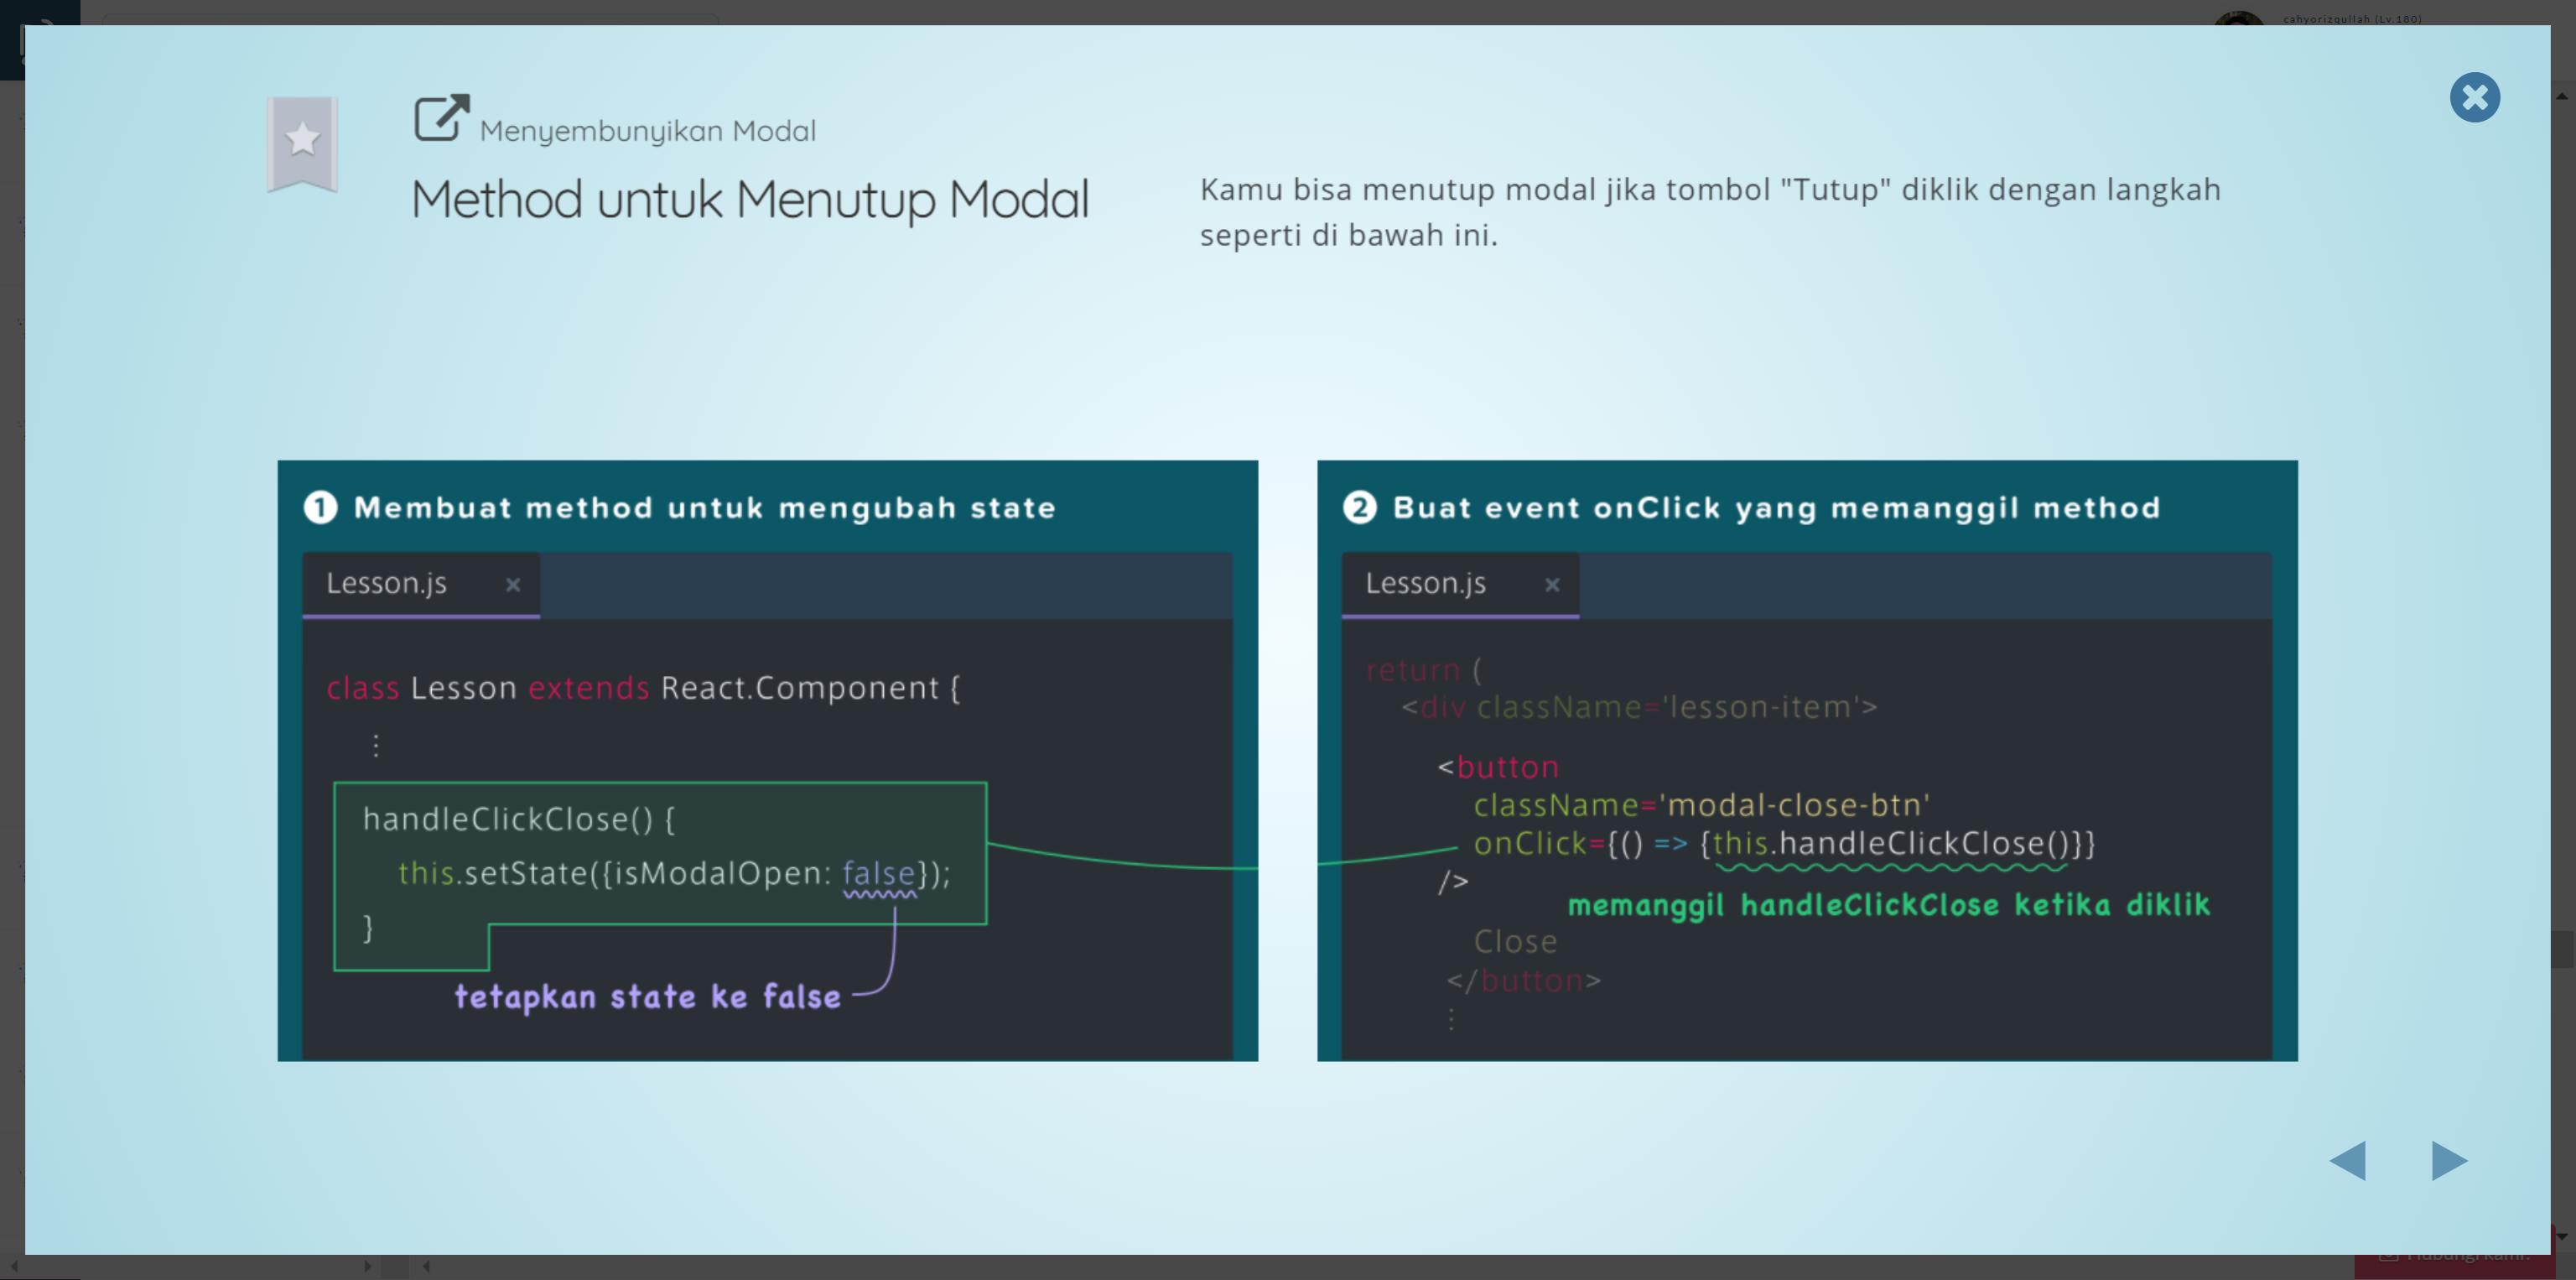 cahyorizqullah (Lv.180)
Menyembunyikan Modal
Method untuk Menutup Modal
Kamu bisa menutup modal jika tombol "Tutup" diklik dengan langkah
seperti di bawah ini.
1 Membuat method untuk mengubah state
Lesson.js ×
class Lesson extends React.Component {
⋮
handleClickClose() {
this.setState({isModalOpen: false});
}
tetapkan state ke false
2 Buat event onClick yang memanggil method
Lesson.js ×
return (
<div className='lesson-item'>
<button
className='modal-close-btn'
onClick={() => {this.handleClickClose()}}
/>
memanggil handleClickClose ketika diklik
Close
</button>
⋮
Hubungi kami